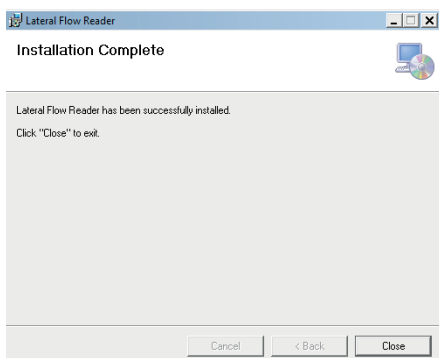 Lateral Flow Reader
Installation Complete
Lateral Flow Reader has been successfully installed.
Click "Close" to exit.
Cancel
< Back
Close